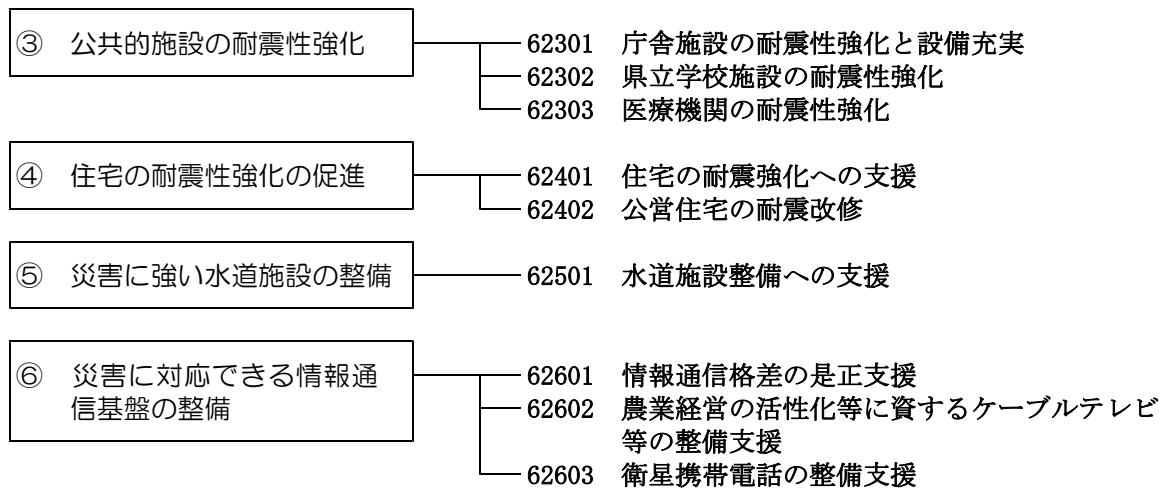 ③ 公共的施設の耐震性強化
62301 庁舎施設の耐震性強化と設備充実
62302 県立学校施設の耐震性強化
62303 医療機関の耐震性強化
④ 住宅の耐震性強化の促進
62401 住宅の耐震強化への支援
62402 公営住宅の耐震改修
⑤ 災害に強い水道施設の整備
62501 水道施設整備への支援
⑥ 災害に対応できる情報通
信基盤の整備
62601 情報通信格差の是正支援
62602 農業経営の活性化等に資するケーブルテレビ
等の整備支援
62603 衛星携帯電話の整備支援